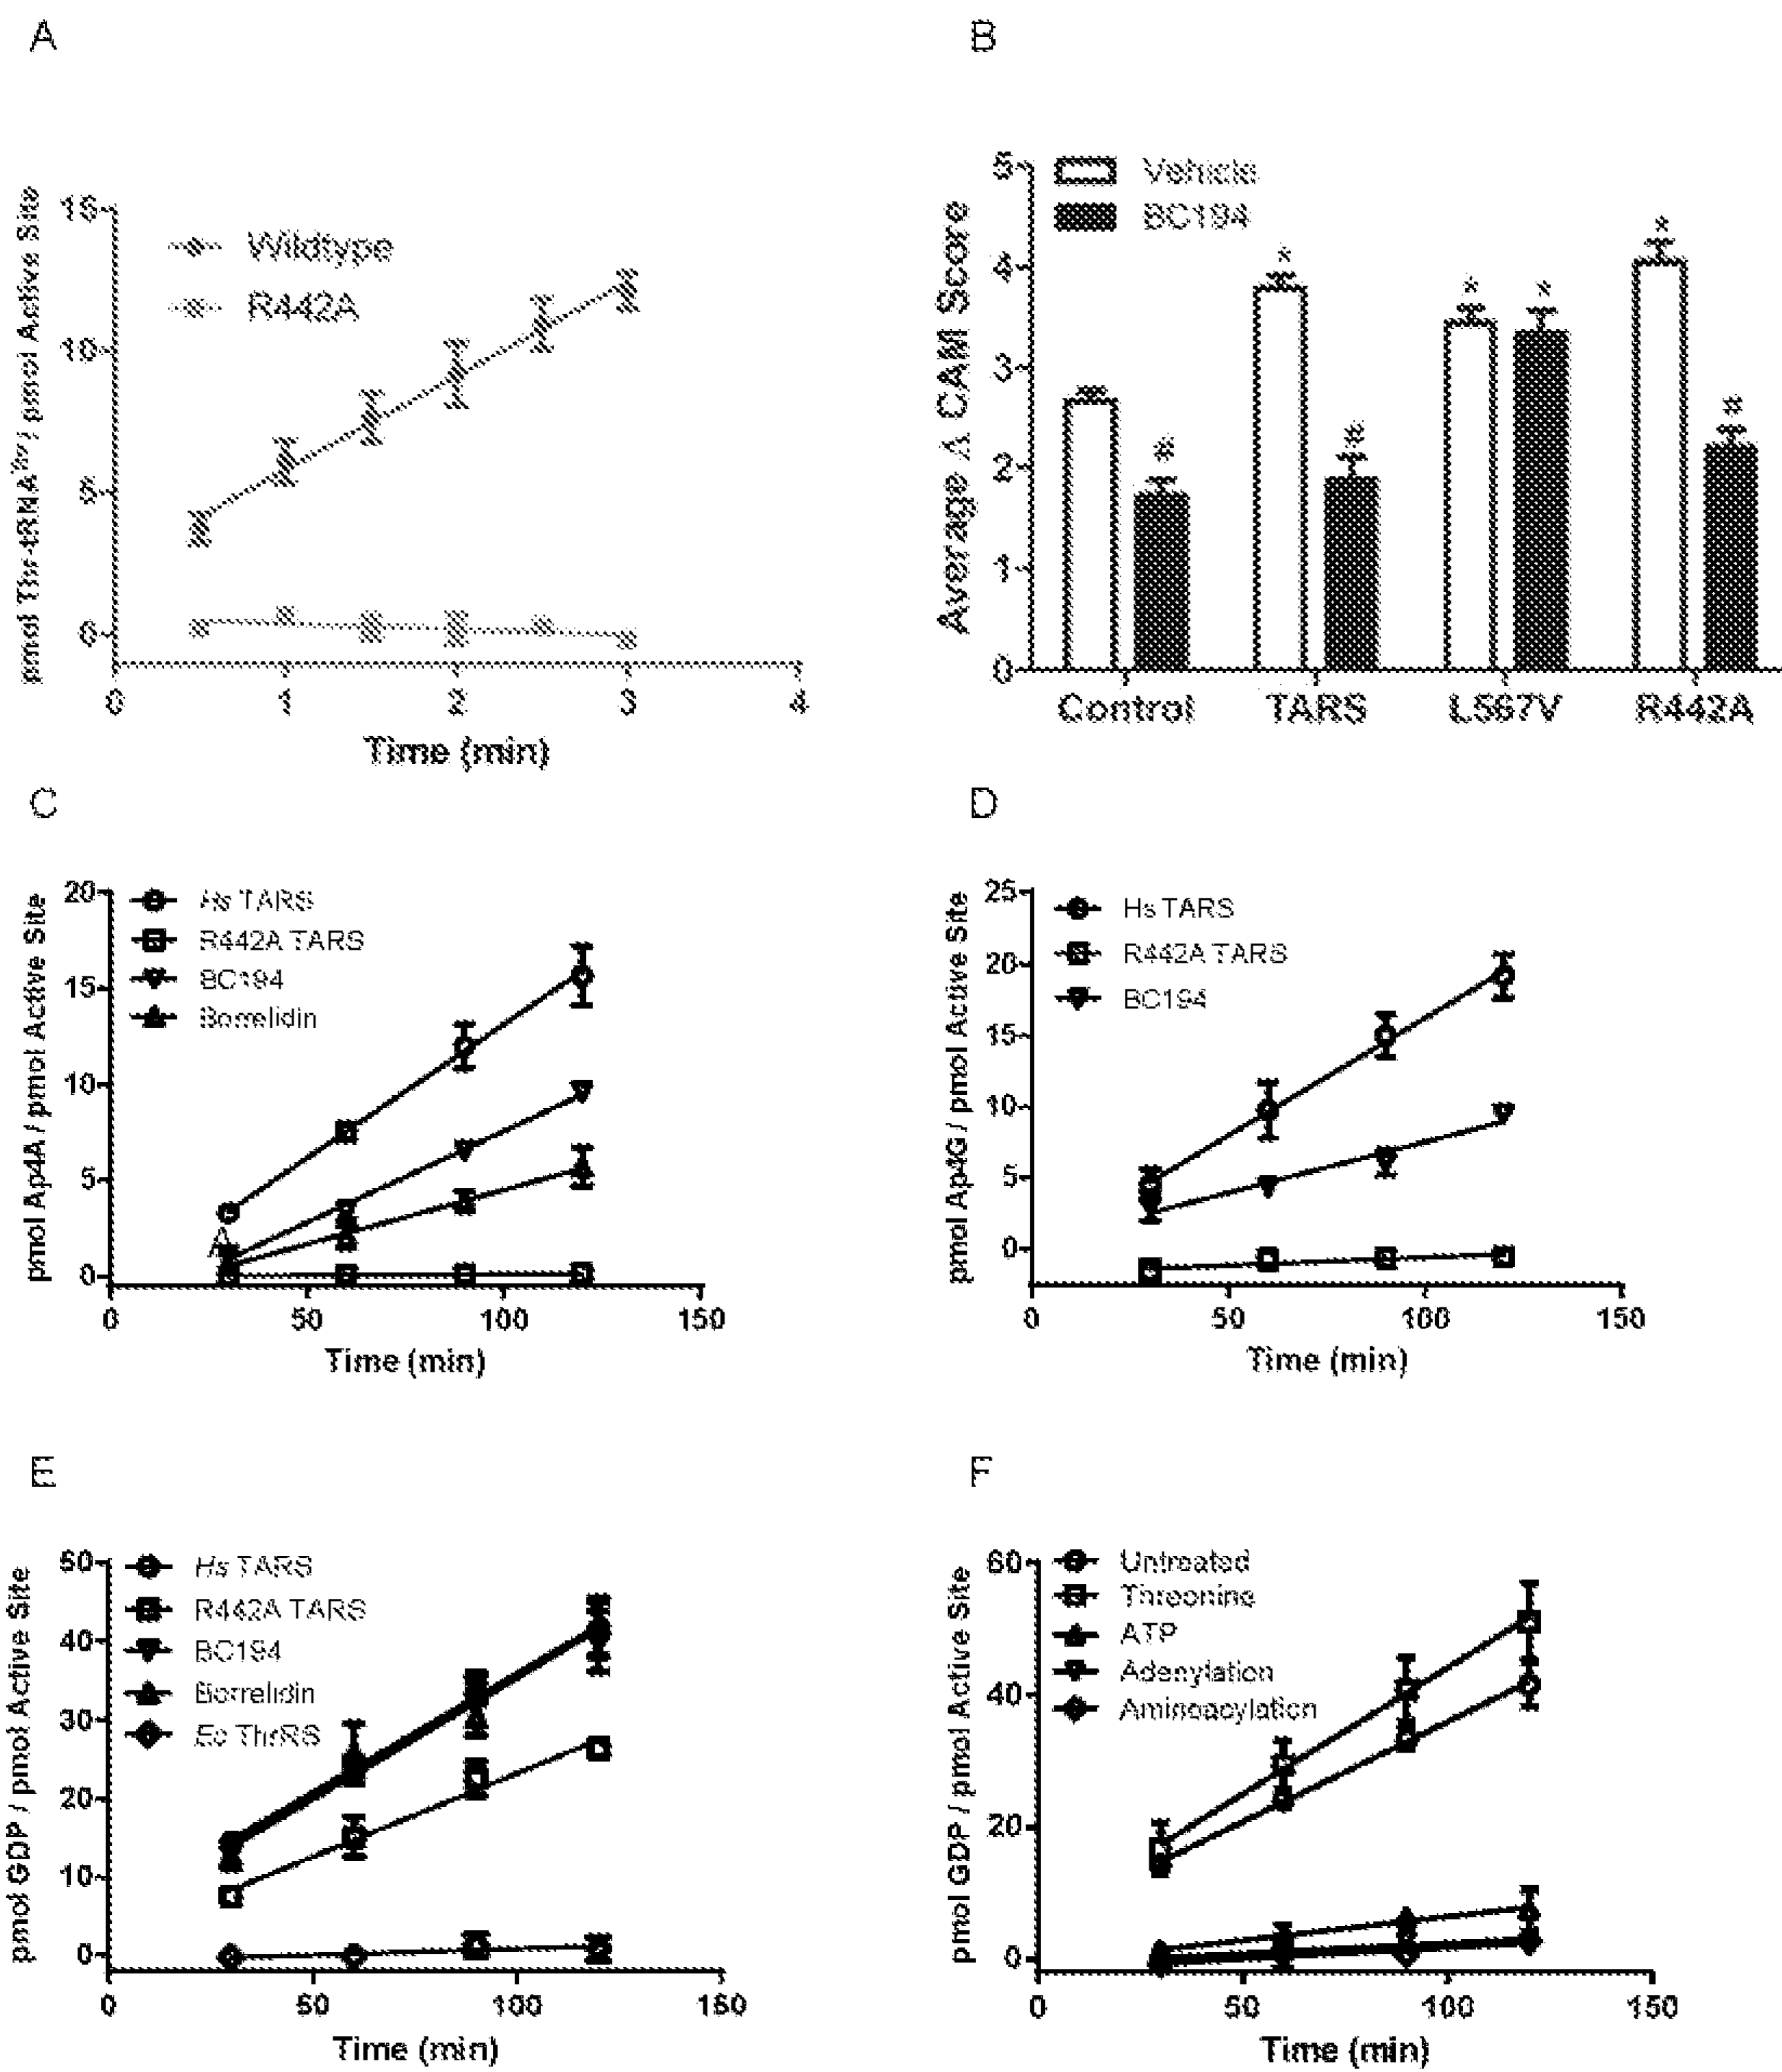 A
pmol Thr-tRNA / pmol Active Site
15
10
5
0
Wildtype
R442A
0 1 2 3 4
Time (min)
B
Average Δ CAM Score
5
4
3
2
1
0
Vehicle
BC194
* * * *
# # #
Control TARS L567V R442A
C
pmol Ap4A / pmol Active Site
20
15
10
5
0
Hs TARS
R442A TARS
BC194
Borrelidin
0 50 100 150
Time (min)
D
pmol Ap4G / pmol Active Site
25
20
15
10
5
0
Hs TARS
R442A TARS
BC194
0 50 100 150
Time (min)
E
pmol GDP / pmol Active Site
50
40
30
20
10
0
Hs TARS
R442A TARS
BC194
Borrelidin
Ec ThrRS
0 50 100 150
Time (min)
F
pmol GDP / pmol Active Site
60
40
20
0
Untreated
Threonine
ATP
Adenylation
Aminoacylation
0 50 100 150
Time (min)